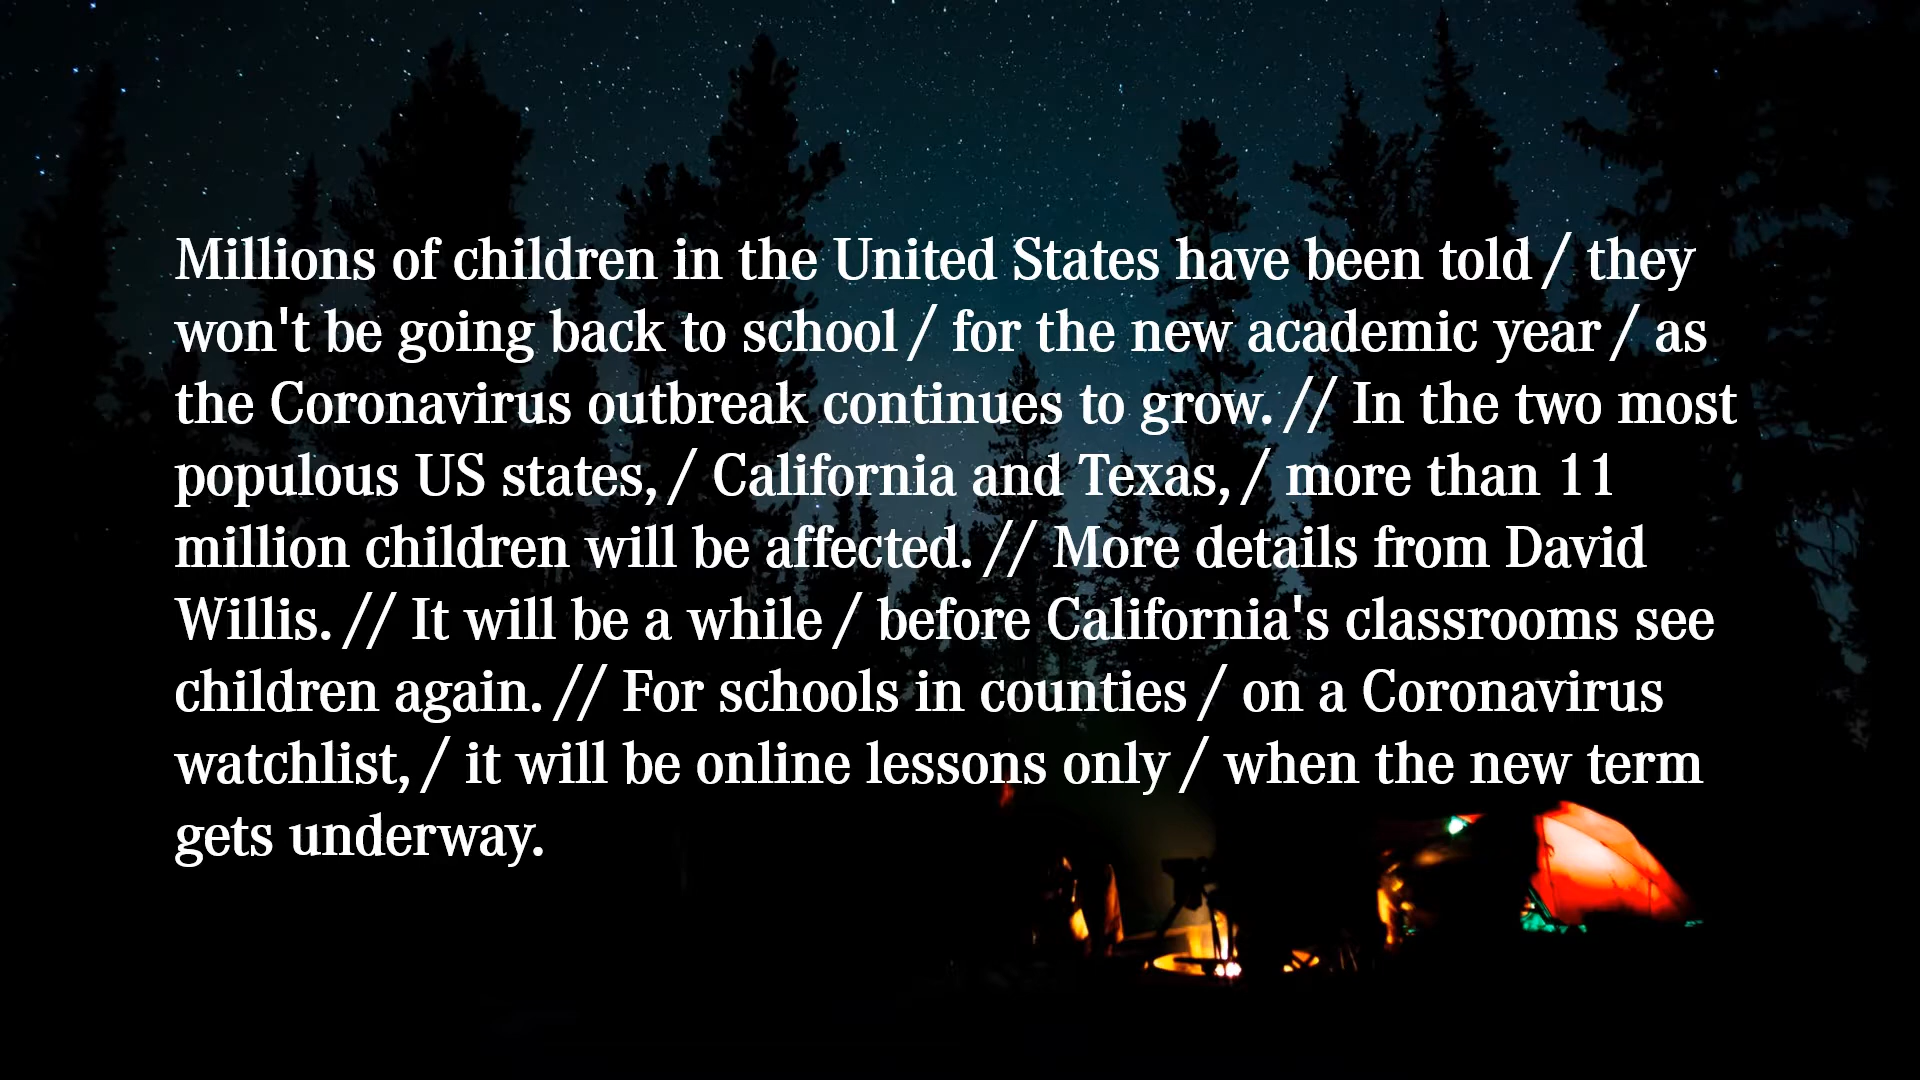 Millions of children in the United States have been told / they
won't be going back to school / for the new academic year / as
the Coronavirus outbreak continues to grow. // In the two most
populous US states, / California and Texas, / more than 11
million children will be affected. // More details from David
Willis. // It will be a while / before California's classrooms see
children again. // For schools in counties / on a Coronavirus
watchlist, / it will be online lessons only / when the new term
gets underway.